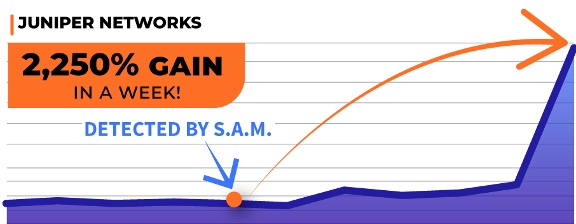 JUNIPER NETWORKS
2,250% GAIN
IN A WEEK!
DETECTED BY S.A.M.